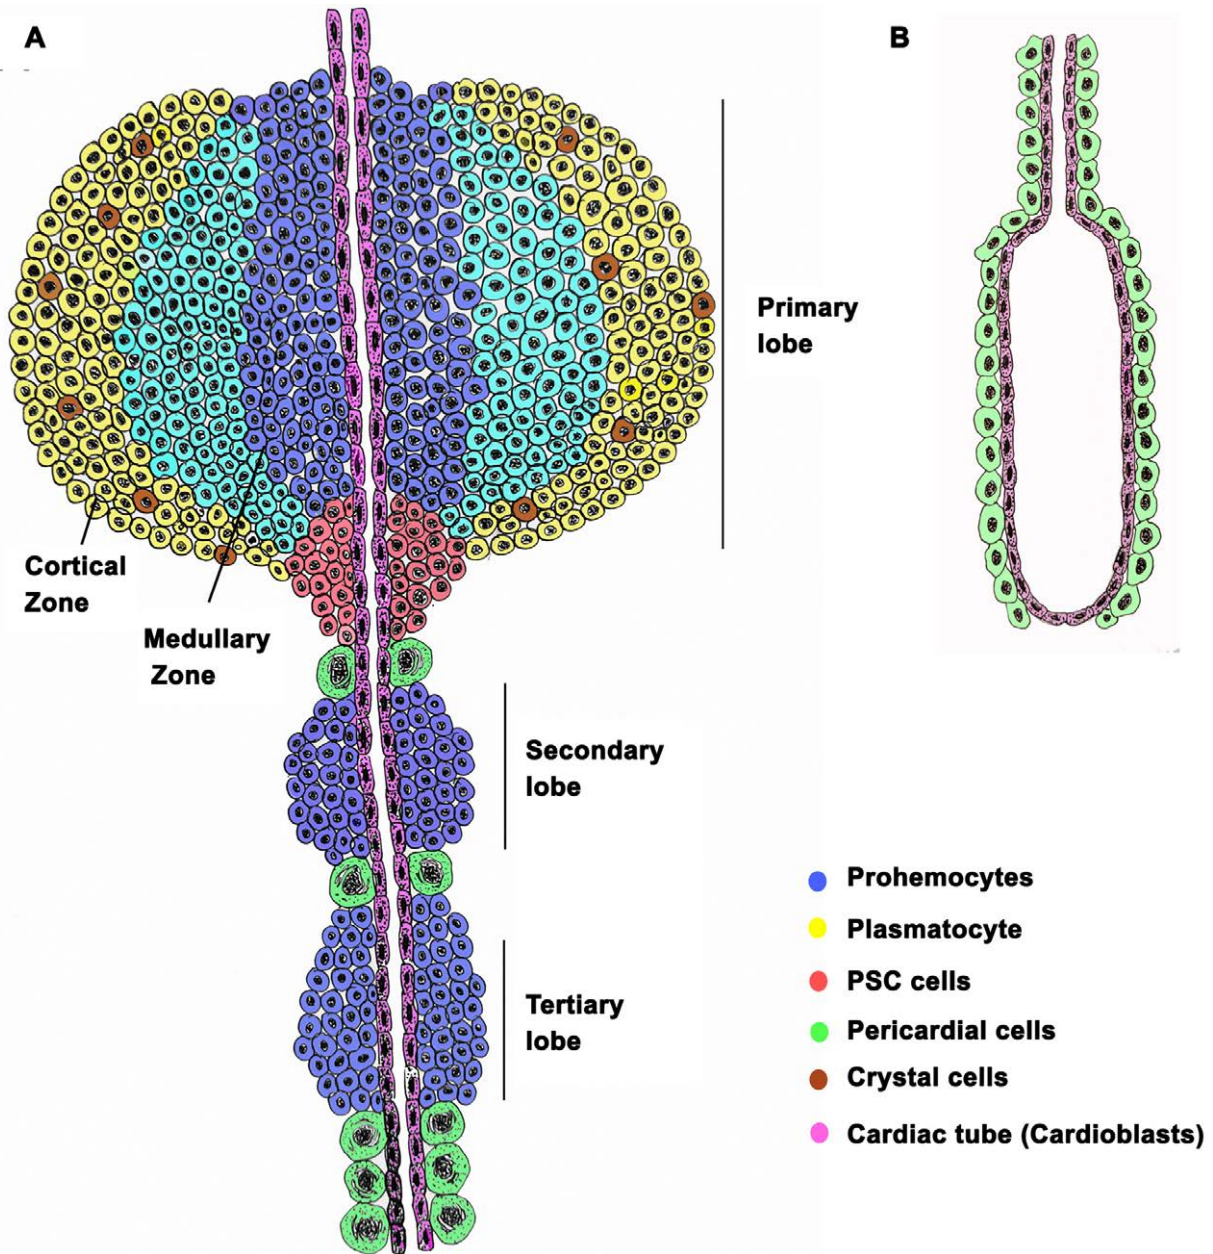 A
B
Primary
lobe
Cortical
Zone
Medullary
Zone
Secondary
lobe
Tertiary
lobe
Prohemocytes
Plasmatocyte
PSC cells
Pericardial cells
Crystal cells
Cardiac tube (Cardioblasts)